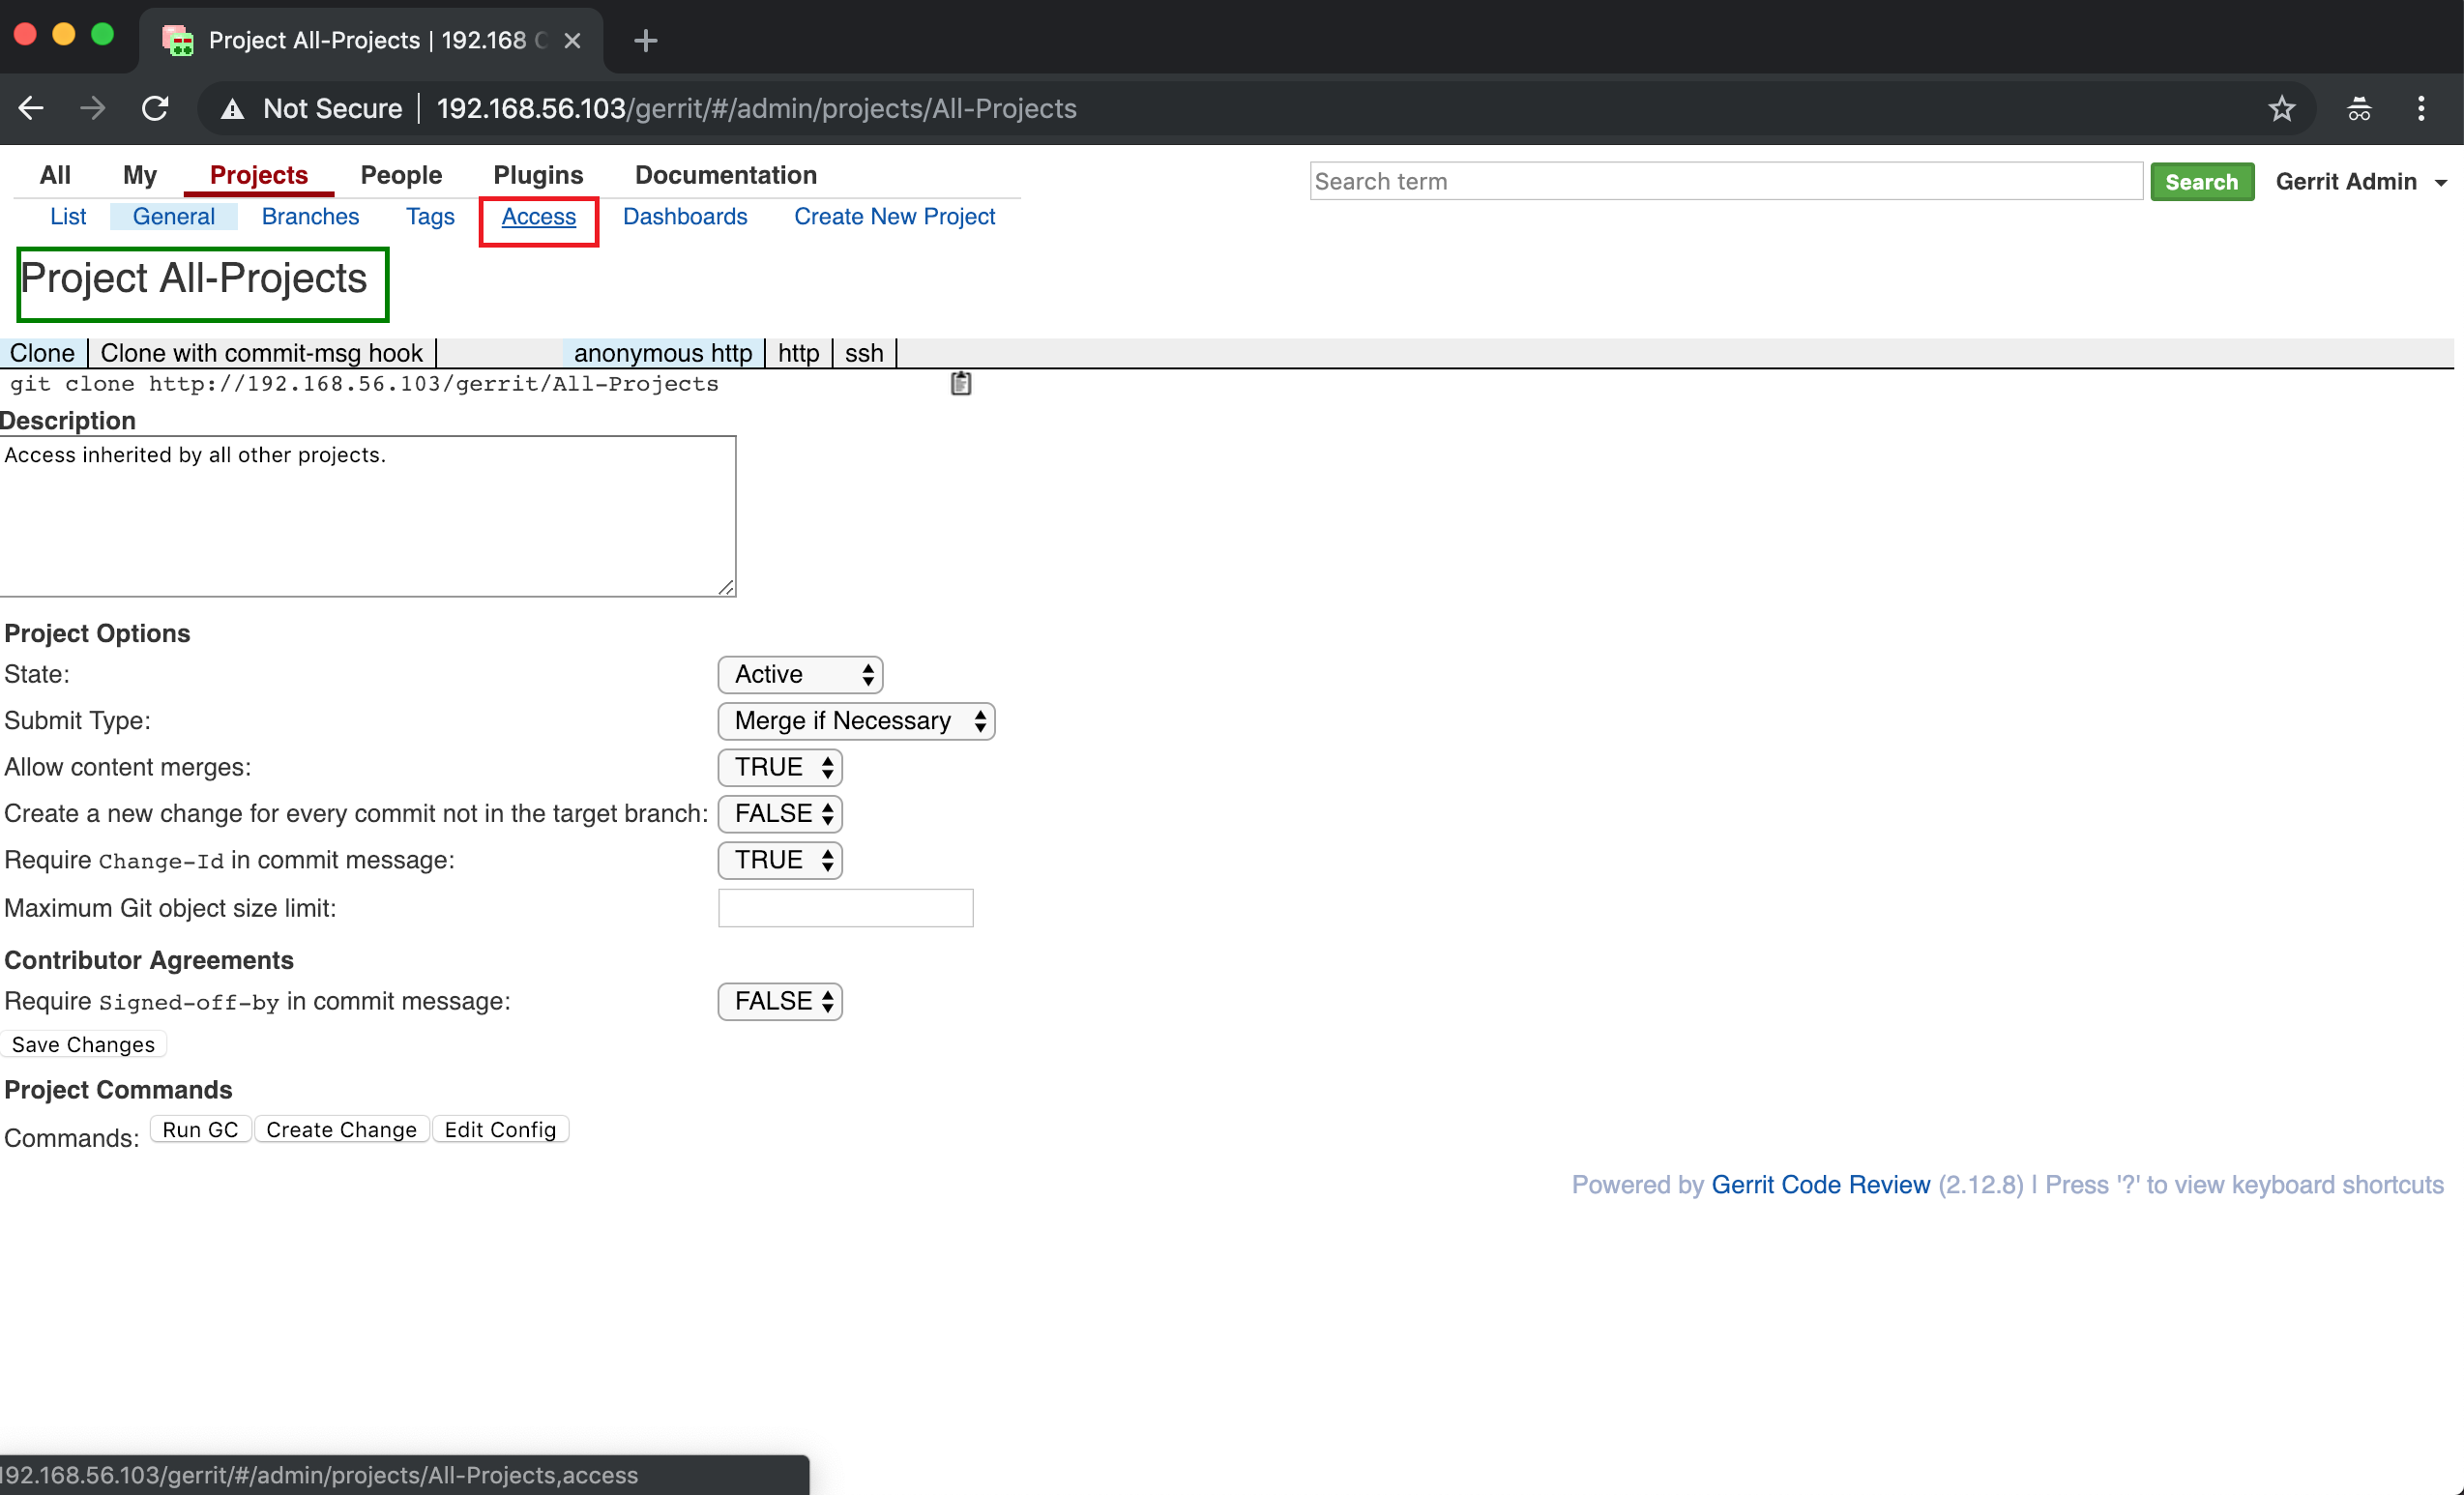 Project All-Projects | 192.168
Not Secure 192.168.56.103/gerrit/#/admin/projects/All-Projects
All My Projects People Plugins Documentation
Search term Search Gerrit Admin
List General Branches Tags Access Dashboards Create New Project
Project All-Projects
Clone Clone with commit-msg hook anonymous http http ssh
git clone http://192.168.56.103/gerrit/All-Projects
Description
Access inherited by all other projects.
Project Options
State: Active
Submit Type: Merge if Necessary
Allow content merges: TRUE
Create a new change for every commit not in the target branch: FALSE
Require Change-Id in commit message: TRUE
Maximum Git object size limit:
Contributor Agreements
Require Signed-off-by in commit message: FALSE
Save Changes
Project Commands
Commands: Run GC Create Change Edit Config
Powered by Gerrit Code Review (2.12.8) | Press '?' to view keyboard shortcuts
192.168.56.103/gerrit/#/admin/projects/All-Projects,access